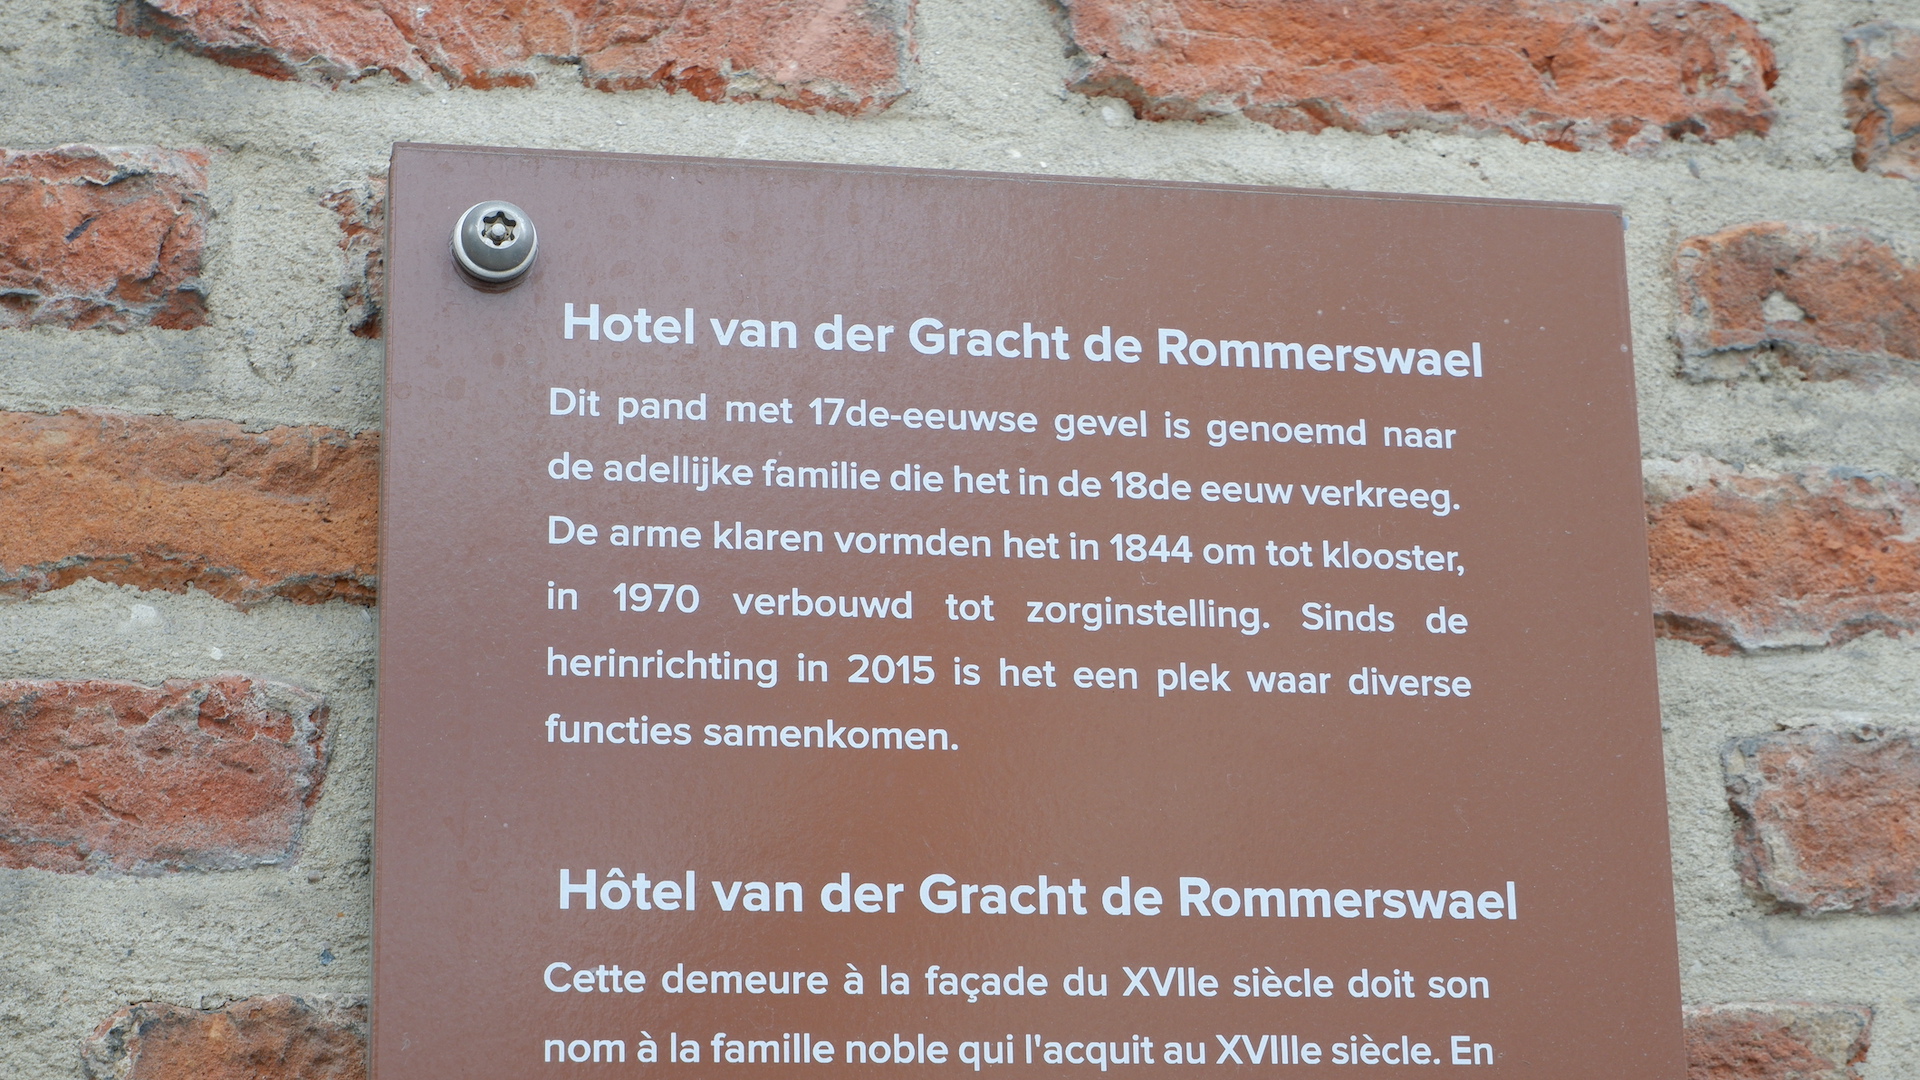 Hotel van der Gracht de Rommerswael
Dit pand met 17de-eeuwse gevel is genoemd naar
de adellijke familie die het in de 18de eeuw verkreeg.
De arme klaren vormden het in 1844 om tot klooster,
in 1970 verbouwd tot zorginstelling. Sinds de
herinrichting in 2015 is het een plek waar diverse
functies samenkomen.
Hôtel van der Gracht de Rommerswael
Cette demeure à la façade du XVIIe siècle doit son
nom à la famille noble qui l'acquit au XVIIIe siècle. En